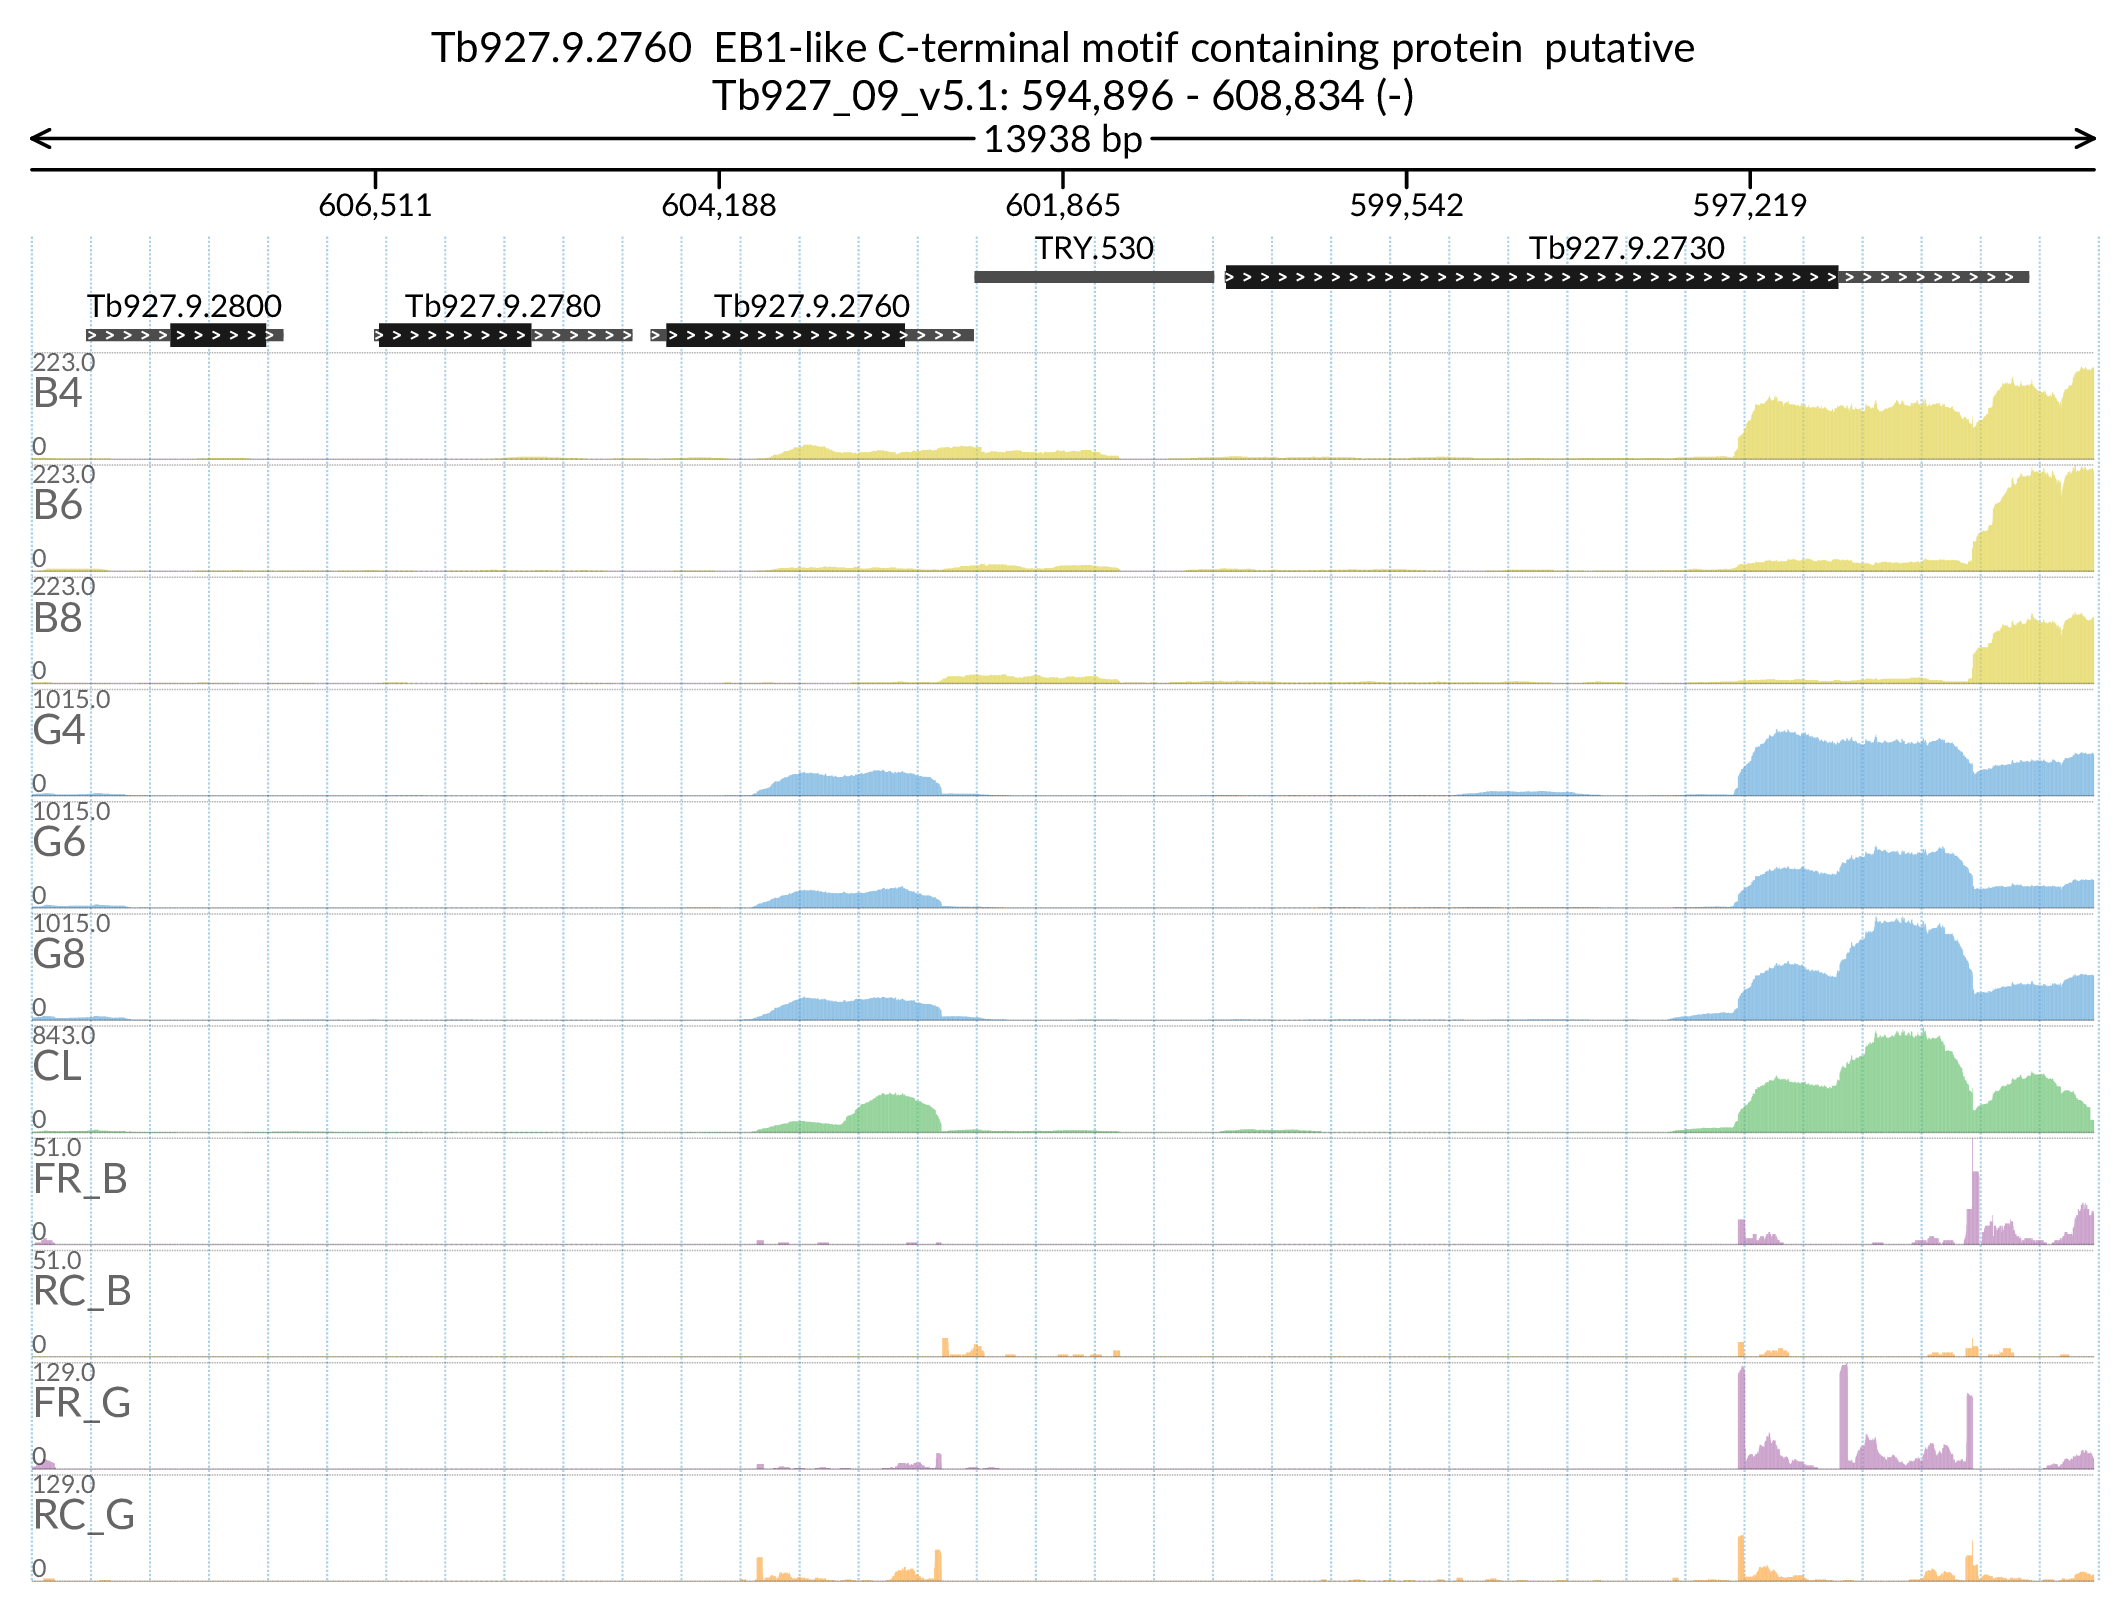 Tb927.9.2760  EB1-like C-terminal motif containing protein  putative
Tb927_09_v5.1: 594,896 - 608,834 (-)
13938 bp
606,511 604,188 601,865 599,542 597,219
TRY.530 Tb927.9.2730
Tb927.9.2800 Tb927.9.2780 Tb927.9.2760
223.0
B4
0
223.0
B6
0
223.0
B8
0
1015.0
G4
0
1015.0
G6
0
1015.0
G8
0
843.0
CL
0
51.0
FR_B
0
51.0
RC_B
0
129.0
FR_G
0
129.0
RC_G
0